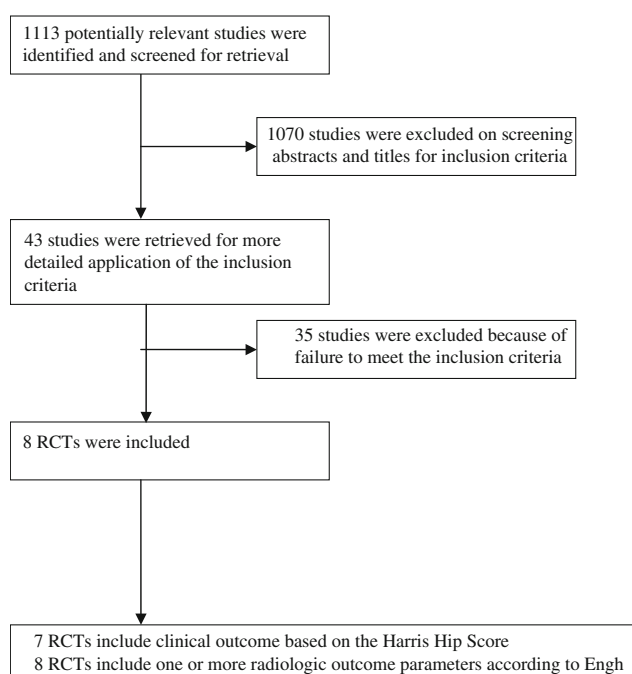 1113 potentially relevant studies were
identified and screened for retrieval
1070 studies were excluded on screening
abstracts and titles for inclusion criteria
43 studies were retrieved for more
detailed application of the inclusion
criteria
35 studies were excluded because of
failure to meet the inclusion criteria
8 RCTs were included
7 RCTs include clinical outcome based on the Harris Hip Score
8 RCTs include one or more radiologic outcome parameters according to Engh